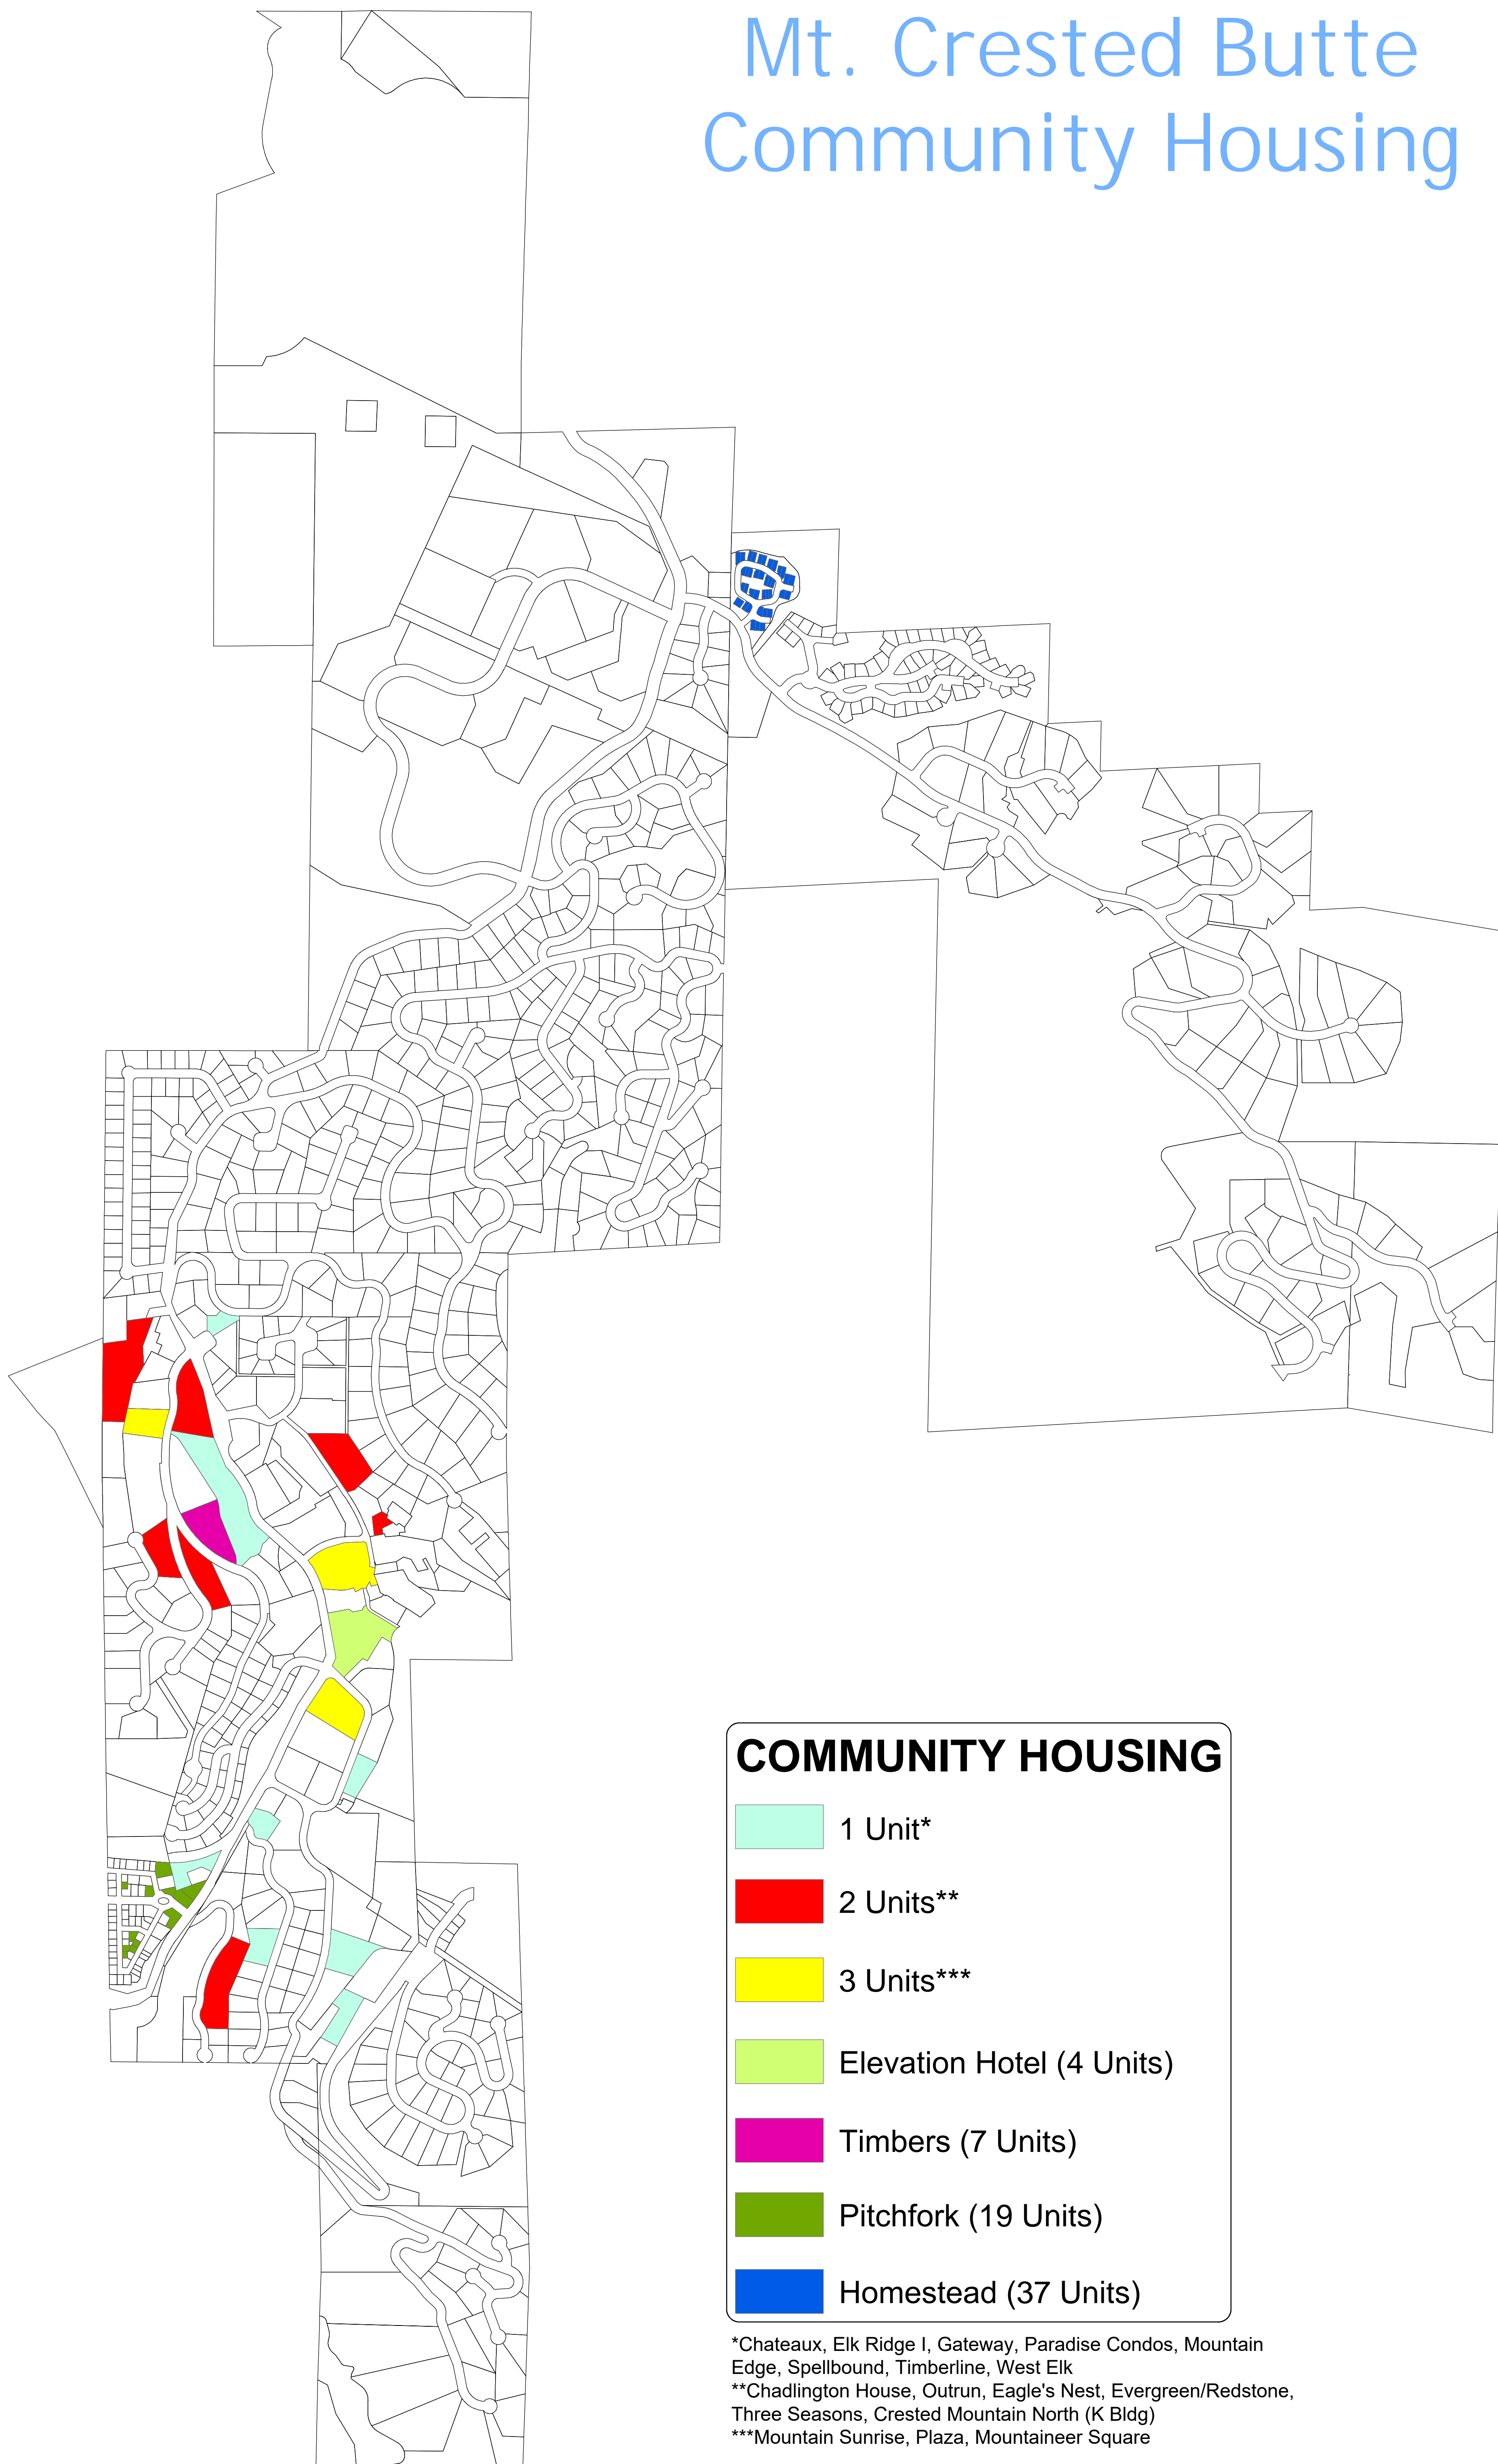 Mt. Crested Butte
Community Housing
COMMUNITY HOUSING
1 Unit*
2 Units**
3 Units***
Elevation Hotel (4 Units)
Timbers (7 Units)
Pitchfork (19 Units)
Homestead (37 Units)
*Chateaux, Elk Ridge I, Gateway, Paradise Condos, Mountain
Edge, Spellbound, Timberline, West Elk
**Chadlington House, Outrun, Eagle's Nest, Evergreen/Redstone,
Three Seasons, Crested Mountain North (K Bldg)
***Mountain Sunrise, Plaza, Mountaineer Square